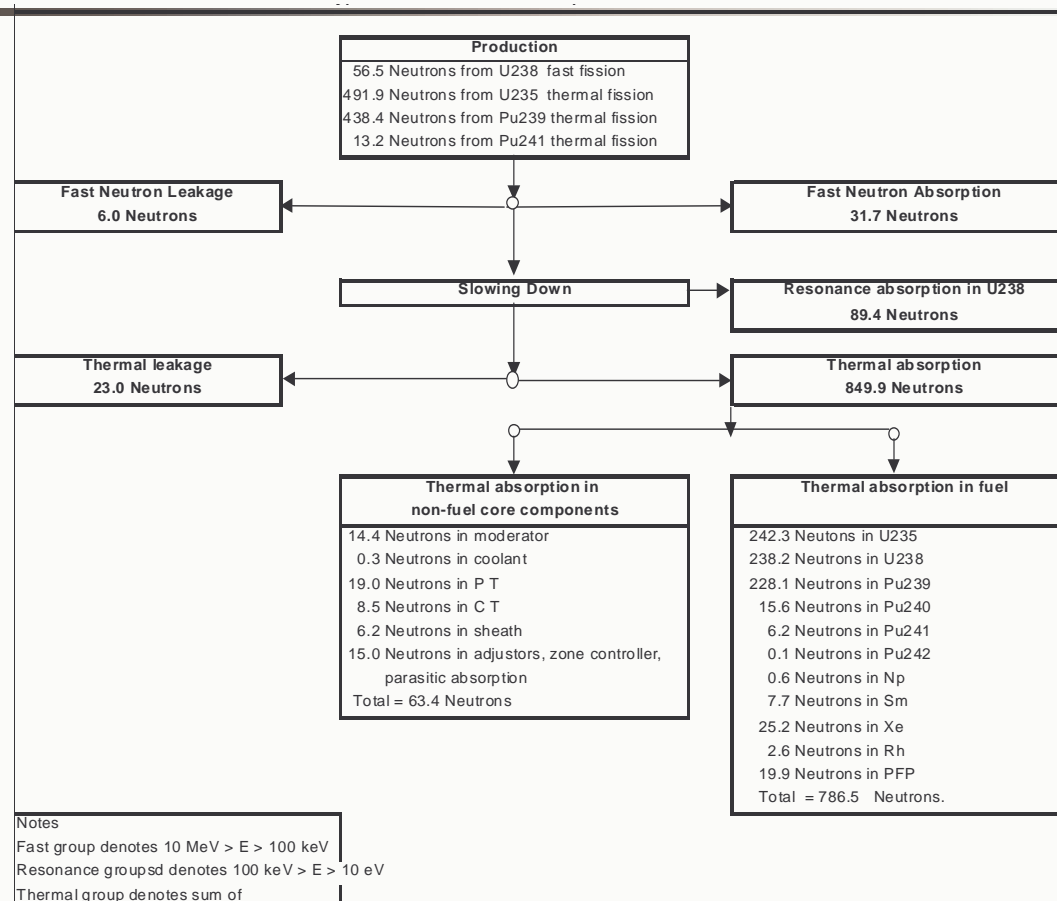 Production
56.5 Neutrons from U238 fast fission
491.9 Neutrons from U235 thermal fission
438.4 Neutrons from Pu239 thermal fission
13.2 Neutrons from Pu241 thermal fission
Fast Neutron Leakage
6.0 Neutrons
Fast Neutron Absorption
31.7 Neutrons
Slowing Down
Resonance absorption in U238
89.4 Neutrons
Thermal leakage
23.0 Neutrons
Thermal absorption
849.9 Neutrons
Thermal absorption in
non-fuel core components
14.4 Neutrons in moderator
0.3 Neutrons in coolant
19.0 Neutrons in P T
8.5 Neutrons in C T
6.2 Neutrons in sheath
15.0 Neutrons in adjustors, zone controller,
parasitic absorption
Total = 63.4 Neutrons
Thermal absorption in fuel
242.3 Neutons in U235
238.2 Neutrons in U238
228.1 Neutrons in Pu239
15.6 Neutrons in Pu240
6.2 Neutrons in Pu241
0.1 Neutrons in Pu242
0.6 Neutrons in Np
7.7 Neutrons in Sm
25.2 Neutrons in Xe
2.6 Neutrons in Rh
19.9 Neutrons in PFP
Total = 786.5 Neutrons.
Notes
Fast group denotes 10 MeV > E > 100 keV
Resonance groupsd denotes 100 keV > E > 10 eV
Thermal group denotes sum of